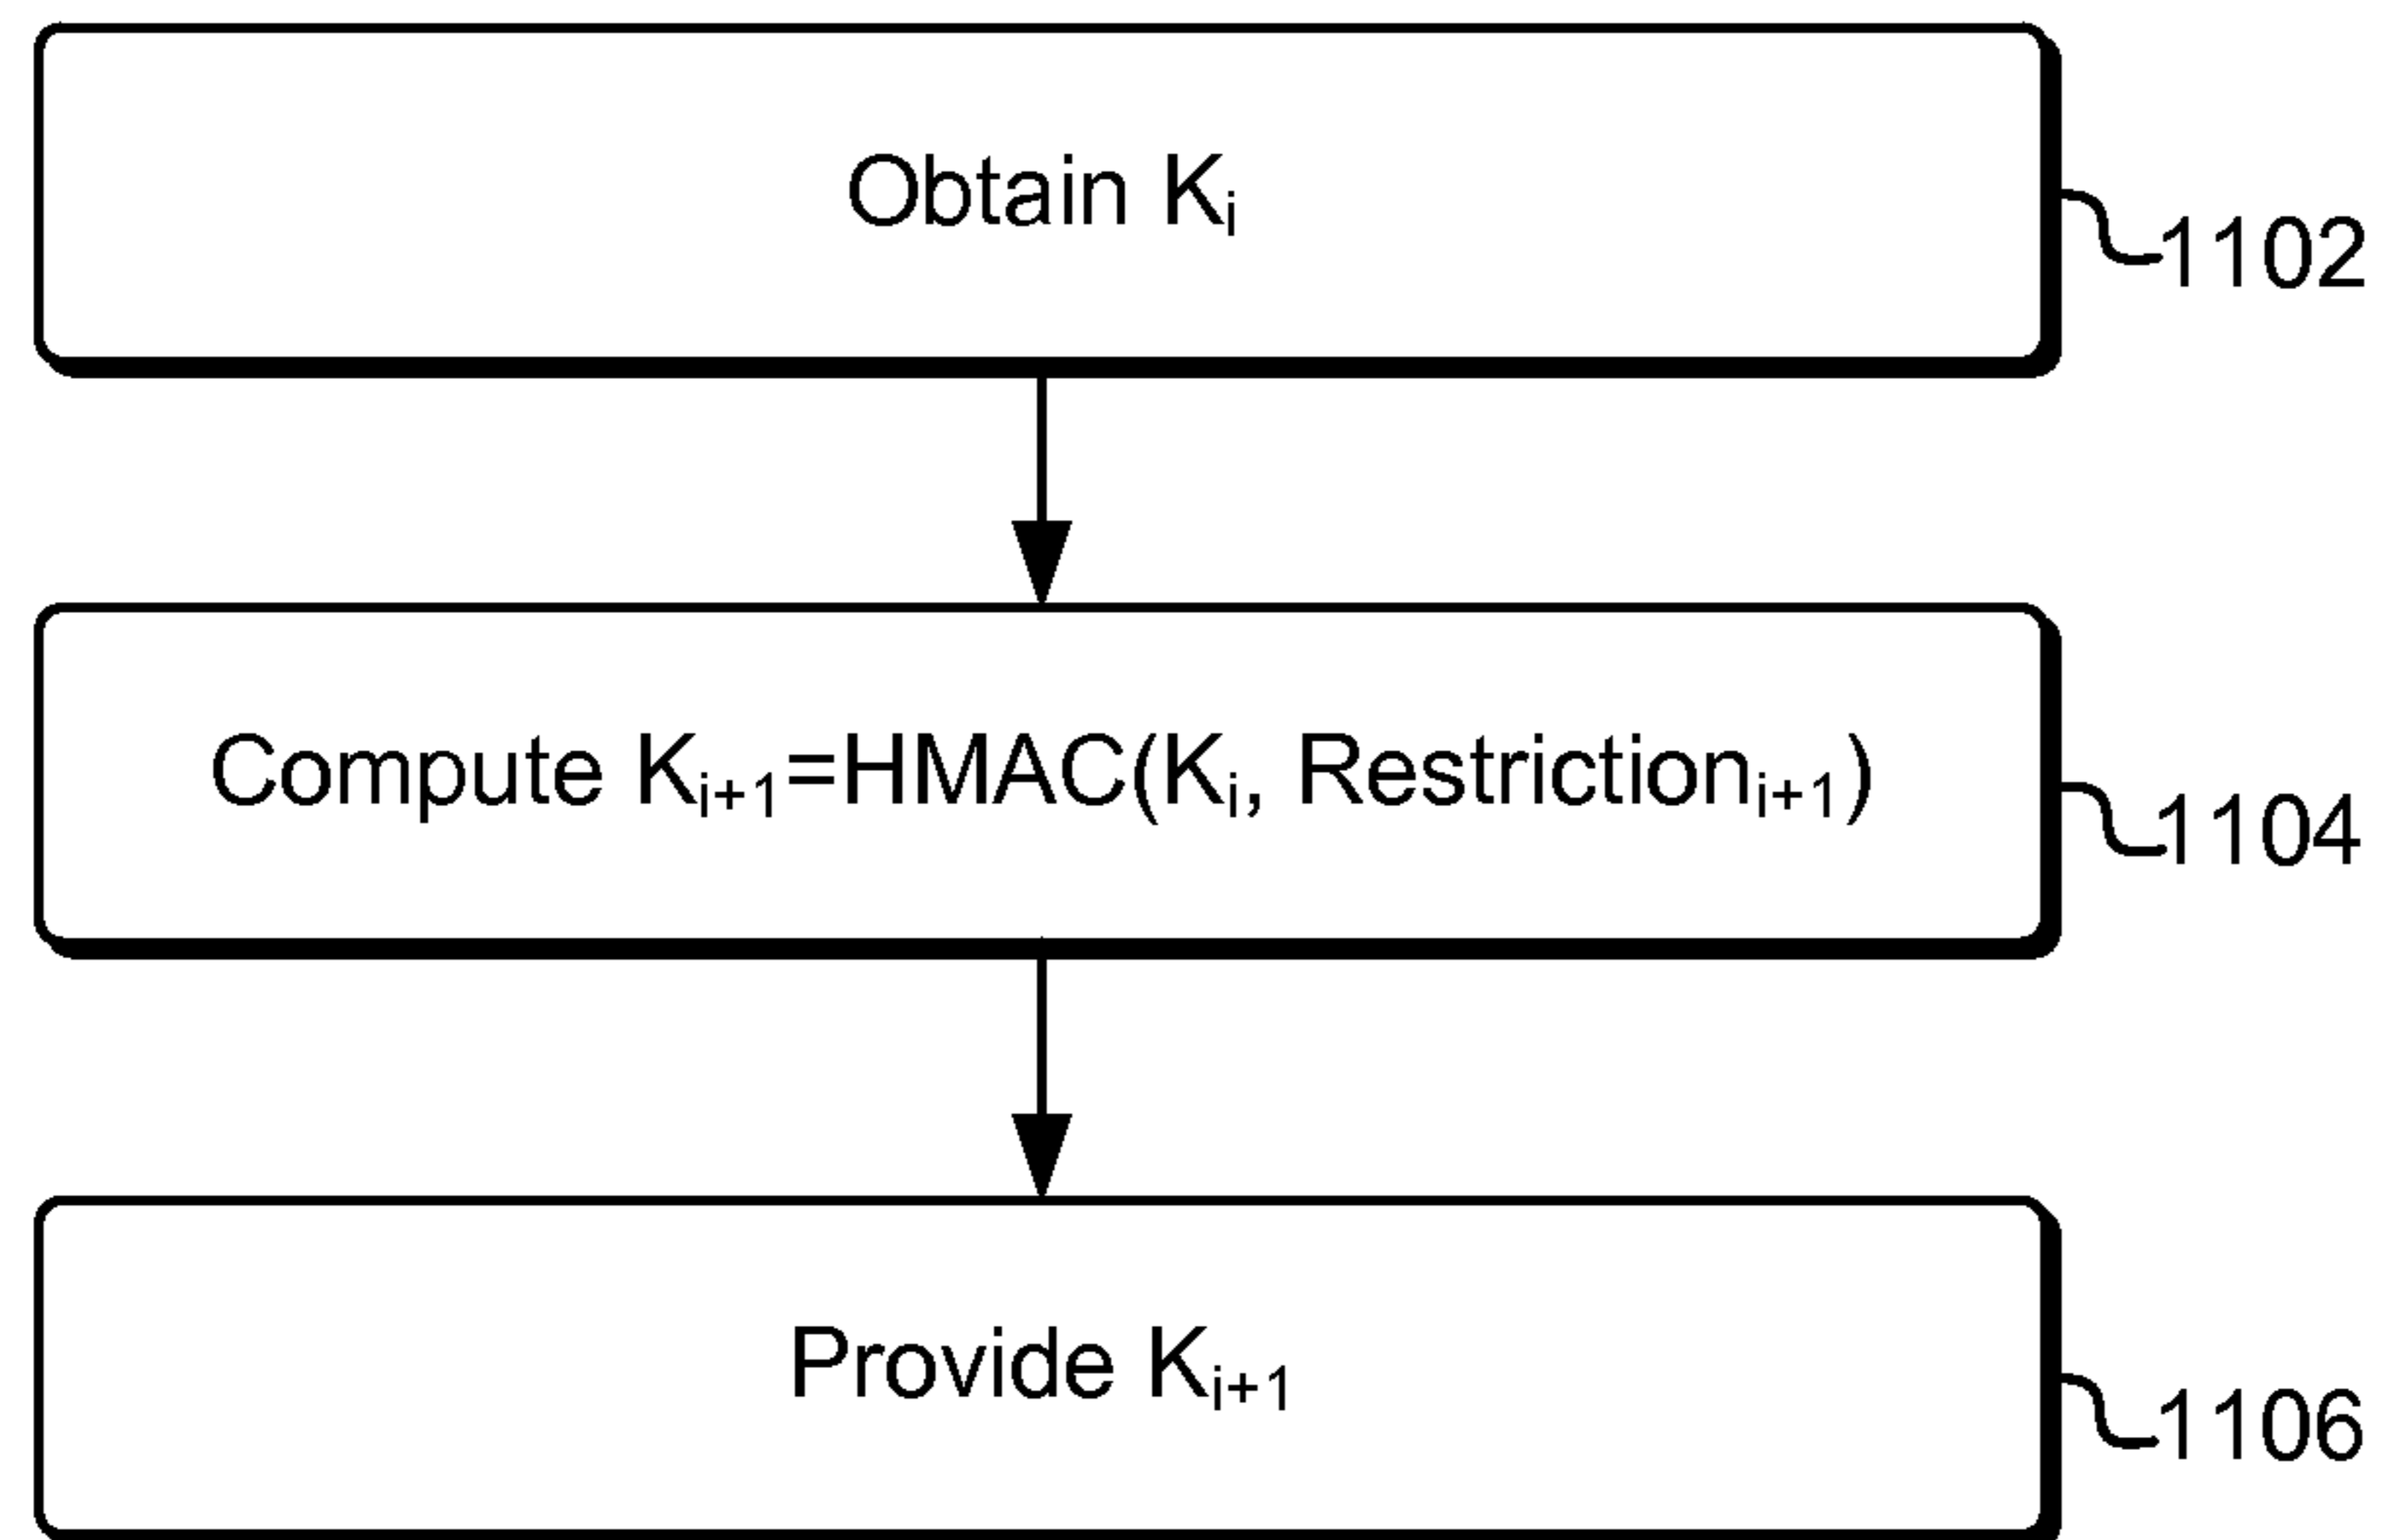 Obtain Kᵢ
1102
Compute Kᵢ₊₁=HMAC(Kᵢ, Restrictionᵢ₊₁)
1104
Provide Kᵢ₊₁
1106